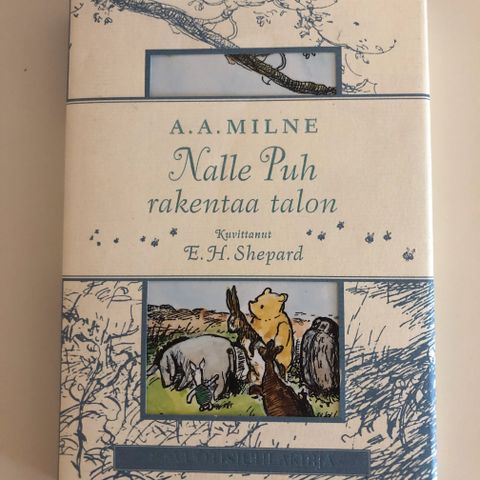 A.A. MILNE
Nalle Puh
rakentaa talon
Kuvittanut
E. H. Shepard